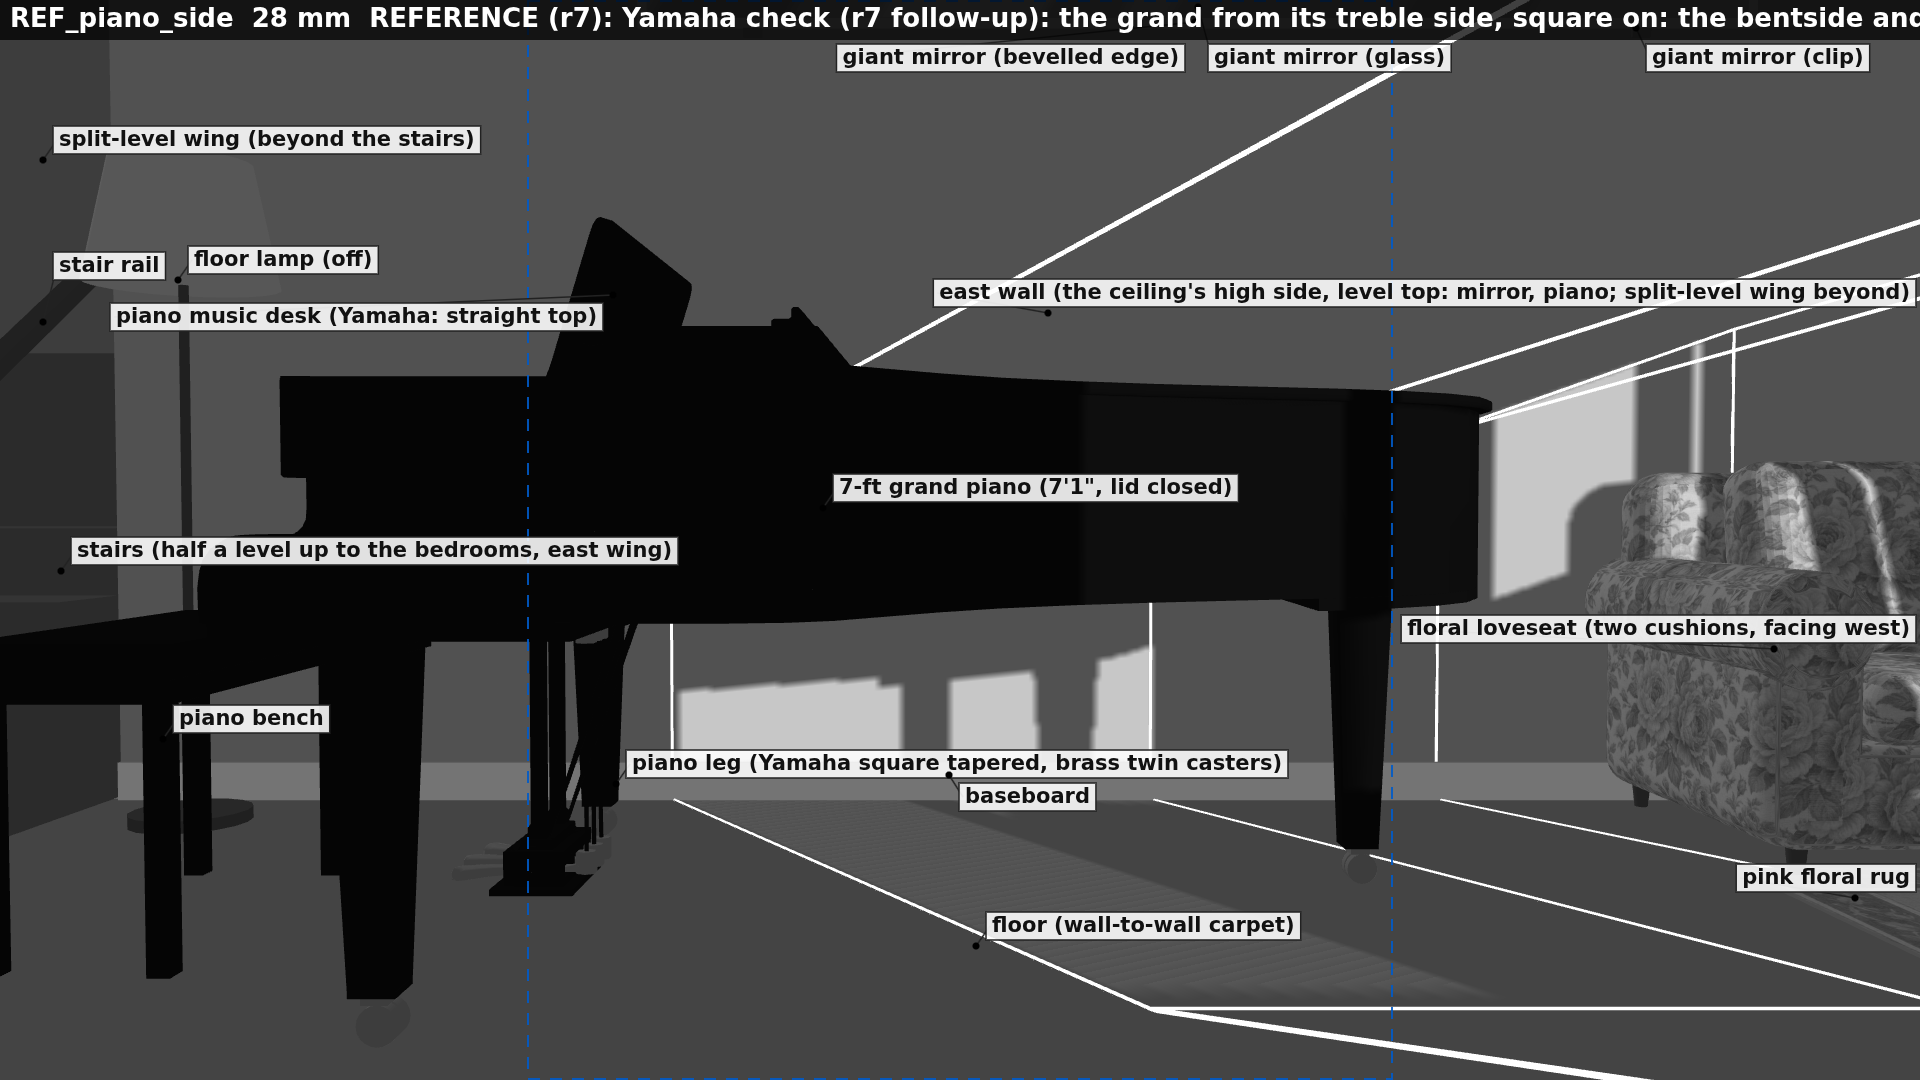 REF_piano_side 28 mm REFERENCE (r7): Yamaha check (r7 follow-up): the grand from its treble side, square on: the bentside and
giant mirror (bevelled edge)
giant mirror (glass)
giant mirror (clip)
split-level wing (beyond the stairs)
stair rail
floor lamp (off)
east wall (the ceiling's high side, level top: mirror, piano; split-level wing beyond)
piano music desk (Yamaha: straight top)
7-ft grand piano (7'1", lid closed)
stairs (half a level up to the bedrooms, east wing)
floral loveseat (two cushions, facing west)
piano bench
piano leg (Yamaha square tapered, brass twin casters)
baseboard
pink floral rug
floor (wall-to-wall carpet)